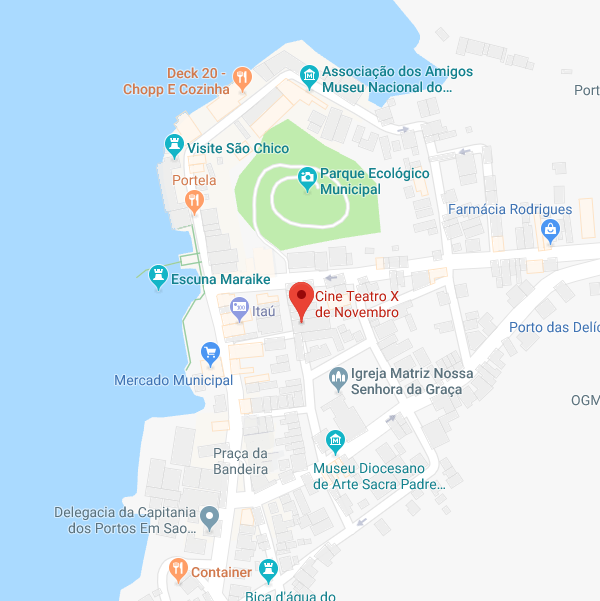 Deck 20 -
Chopp E Cozinha
Associação dos Amigos
Museu Nacional do...
Port
Visite São Chico
Portela
Parque Ecológico
Municipal
Farmácia Rodrigues
Escuna Maraike
Itaú
Cine Teatro X
de Novembro
Porto das Delíc
Mercado Municipal
Igreja Matriz Nossa
Senhora da Graça
OGM
Praça da
Bandeira
Museu Diocesano
de Arte Sacra Padre...
Delegacia da Capitania
dos Portos Em Sao...
Container
Bica d'água do